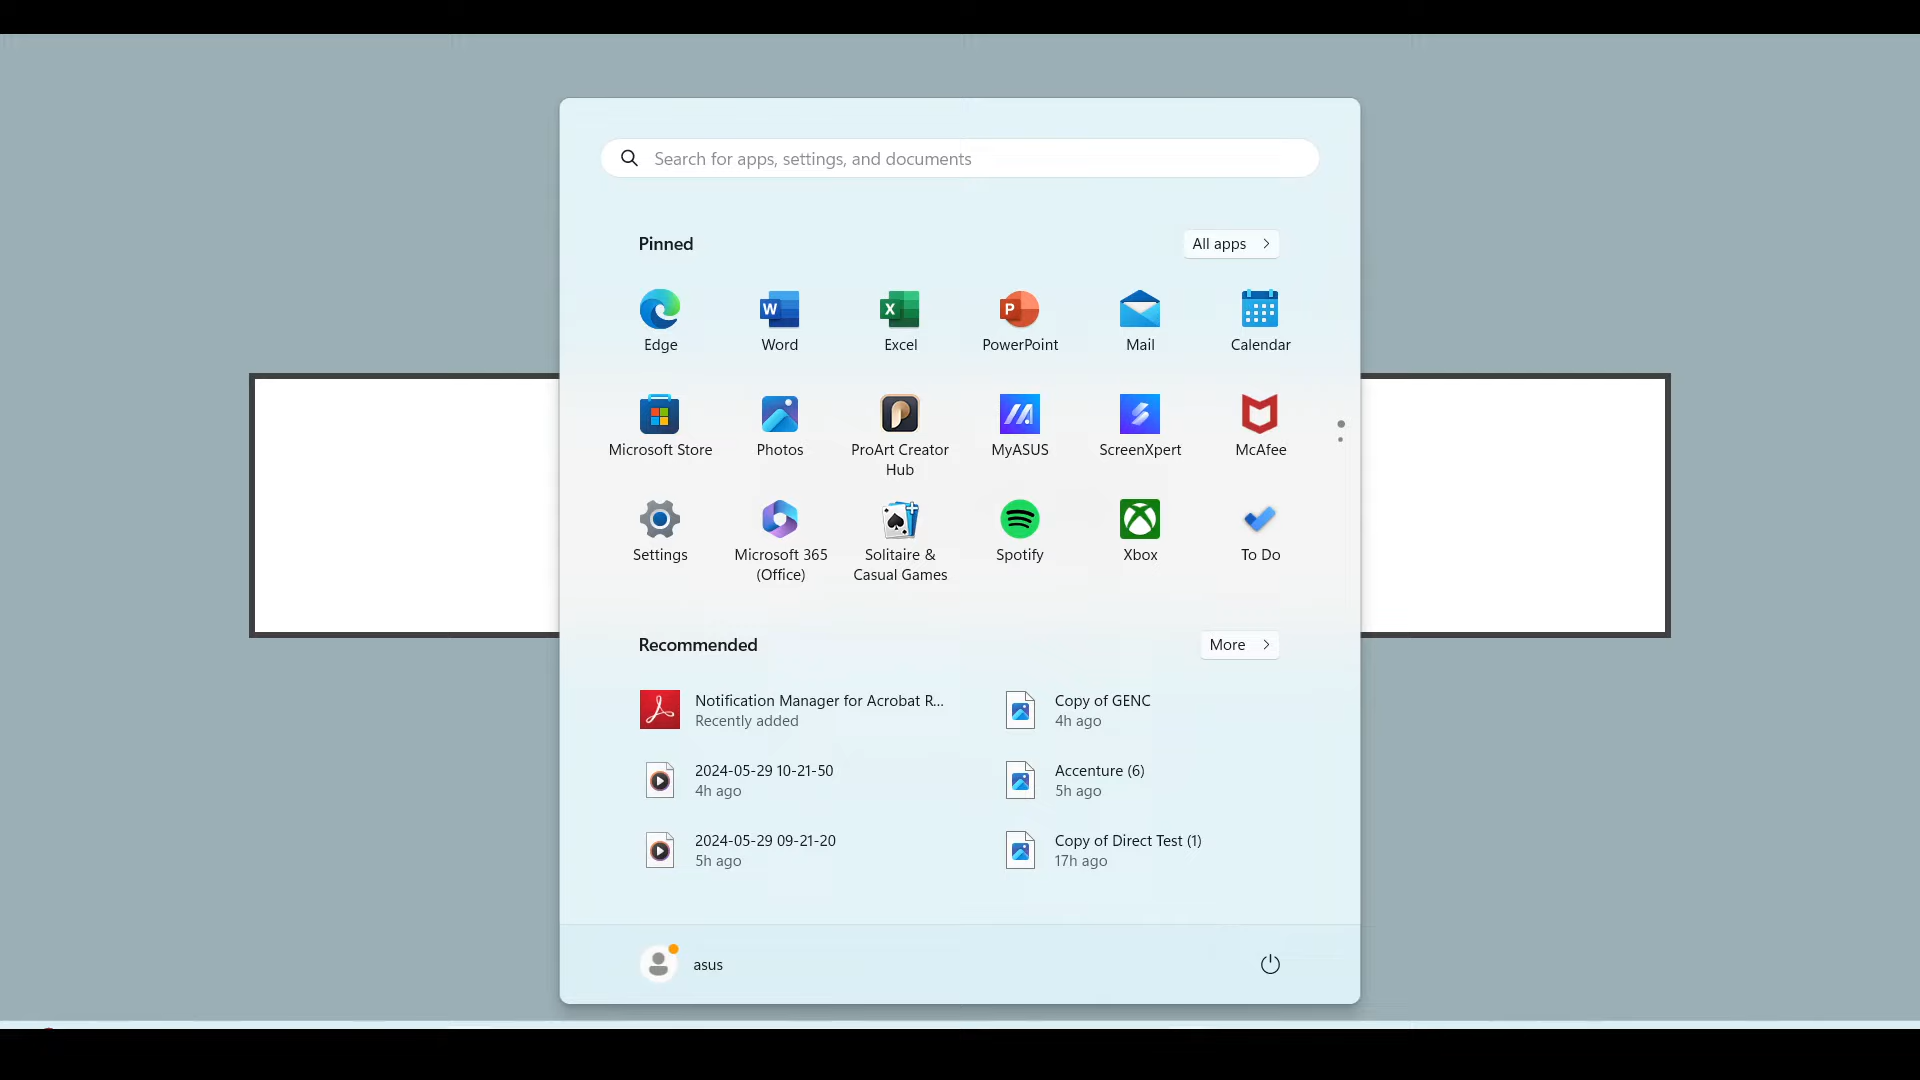 Search for apps, settings, and documents
Pinned
All apps
Edge
Word
Excel
PowerPoint
Mail
Calendar
Microsoft Store
Photos
ProArt Creator
Hub
MyASUS
ScreenXpert
McAfee
Settings
Microsoft 365
(Office)
Solitaire &
Casual Games
Spotify
Xbox
To Do
Recommended
More
Notification Manager for Acrobat R...
Recently added
Copy of GENC
4h ago
2024-05-29 10-21-50
4h ago
Accenture (6)
5h ago
2024-05-29 09-21-20
5h ago
Copy of Direct Test (1)
17h ago
asus